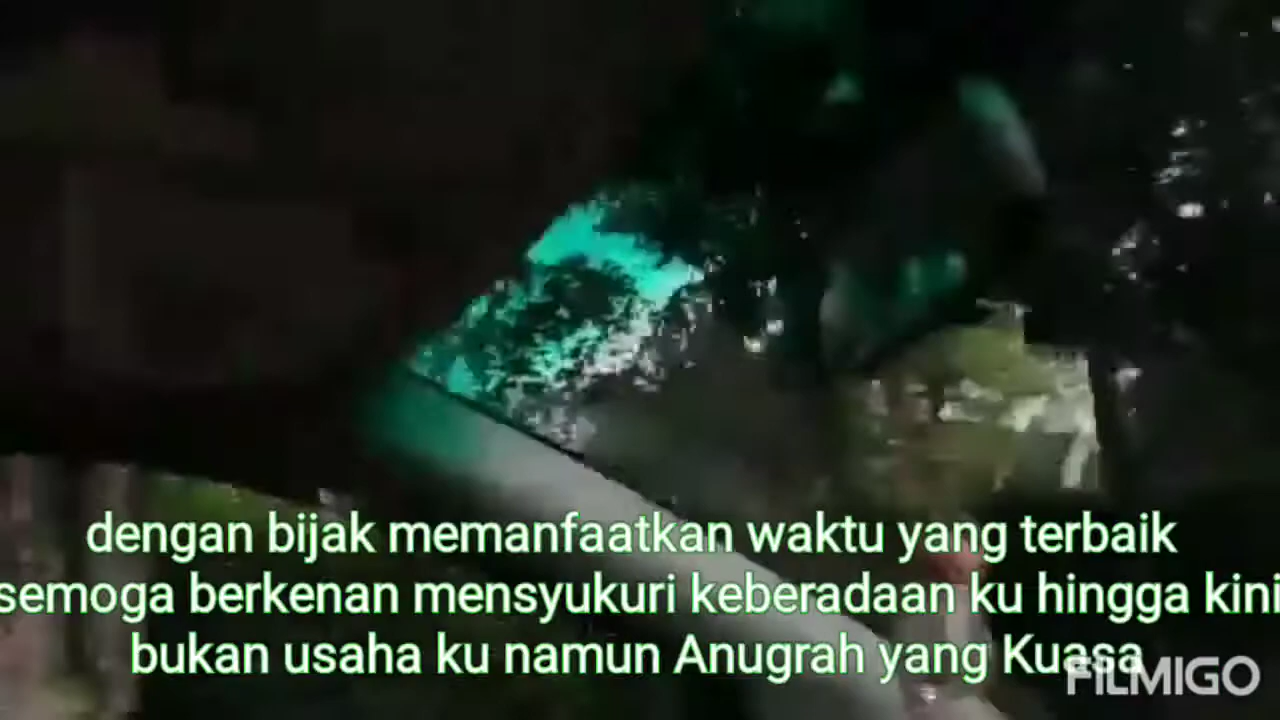 dengan bijak memanfaatkan waktu yang terbaik
semoga berkenan mensyukuri keberadaan ku hingga kini
bukan usaha ku namun Anugrah yang Kuasa
FILMIGO